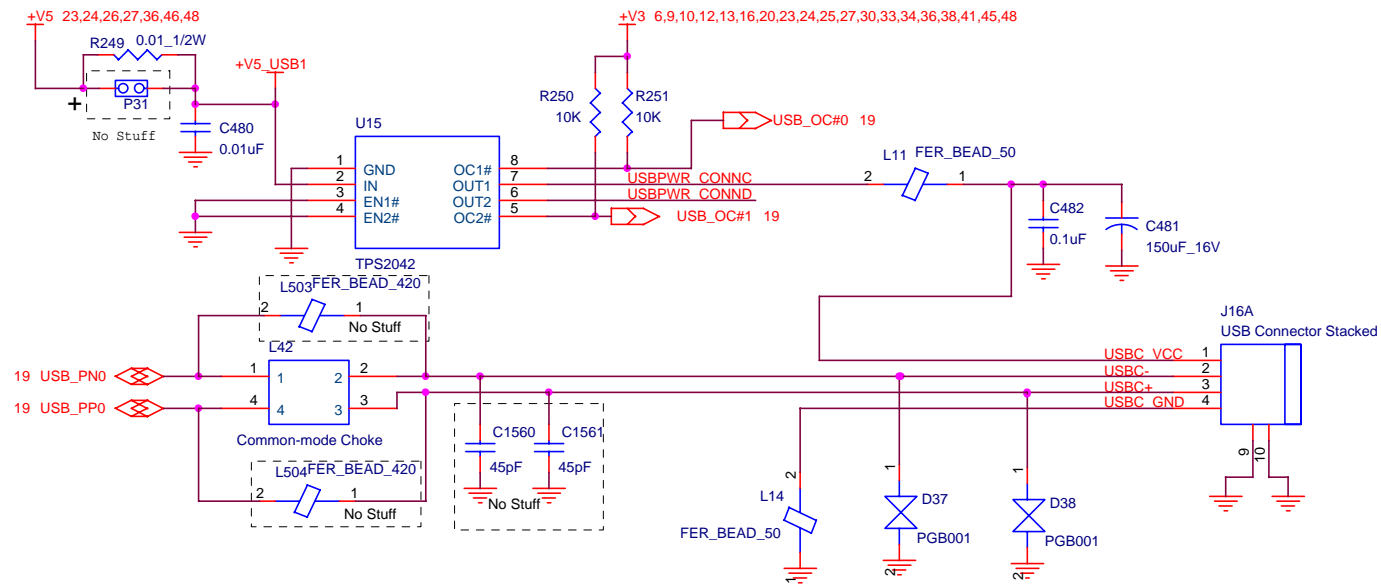 +V5 23,24,26,27,36,46,48
+V3 6,9,10,12,13,16,20,23,24,25,27,30,33,34,36,38,41,45,48
R249 0.01_1/2W
+V5_USB1
P31
+
No Stuff
C480
0.01uF
R250
10K
R251
10K
USB_OC#0 19
U15
1 GND OC1# 8
2 IN OUT1 7
3 EN1# OUT2 6
4 EN2# OC2# 5
TPS2042
USBPWR_CONNC
USBPWR_CONND
USB_OC#1 19
L11 FER_BEAD_50
2 1
C482
0.1uF
C481
150uF_16V
L503 FER_BEAD_420
2 1
No Stuff
L42
19 USB_PN0 1 1 2 2
19 USB_PP0 4 4 3 3
Common-mode Choke
L504 FER_BEAD_420
2 1
No Stuff
C1560
45pF
C1561
45pF
No Stuff
J16A
USB Connector Stacked
USBC_VCC 1
USBC- 2
USBC+ 3
USBC_GND 4
9 10
2
L14
FER_BEAD_50
1
1
D37
PGB001
2
1
D38
PGB001
2